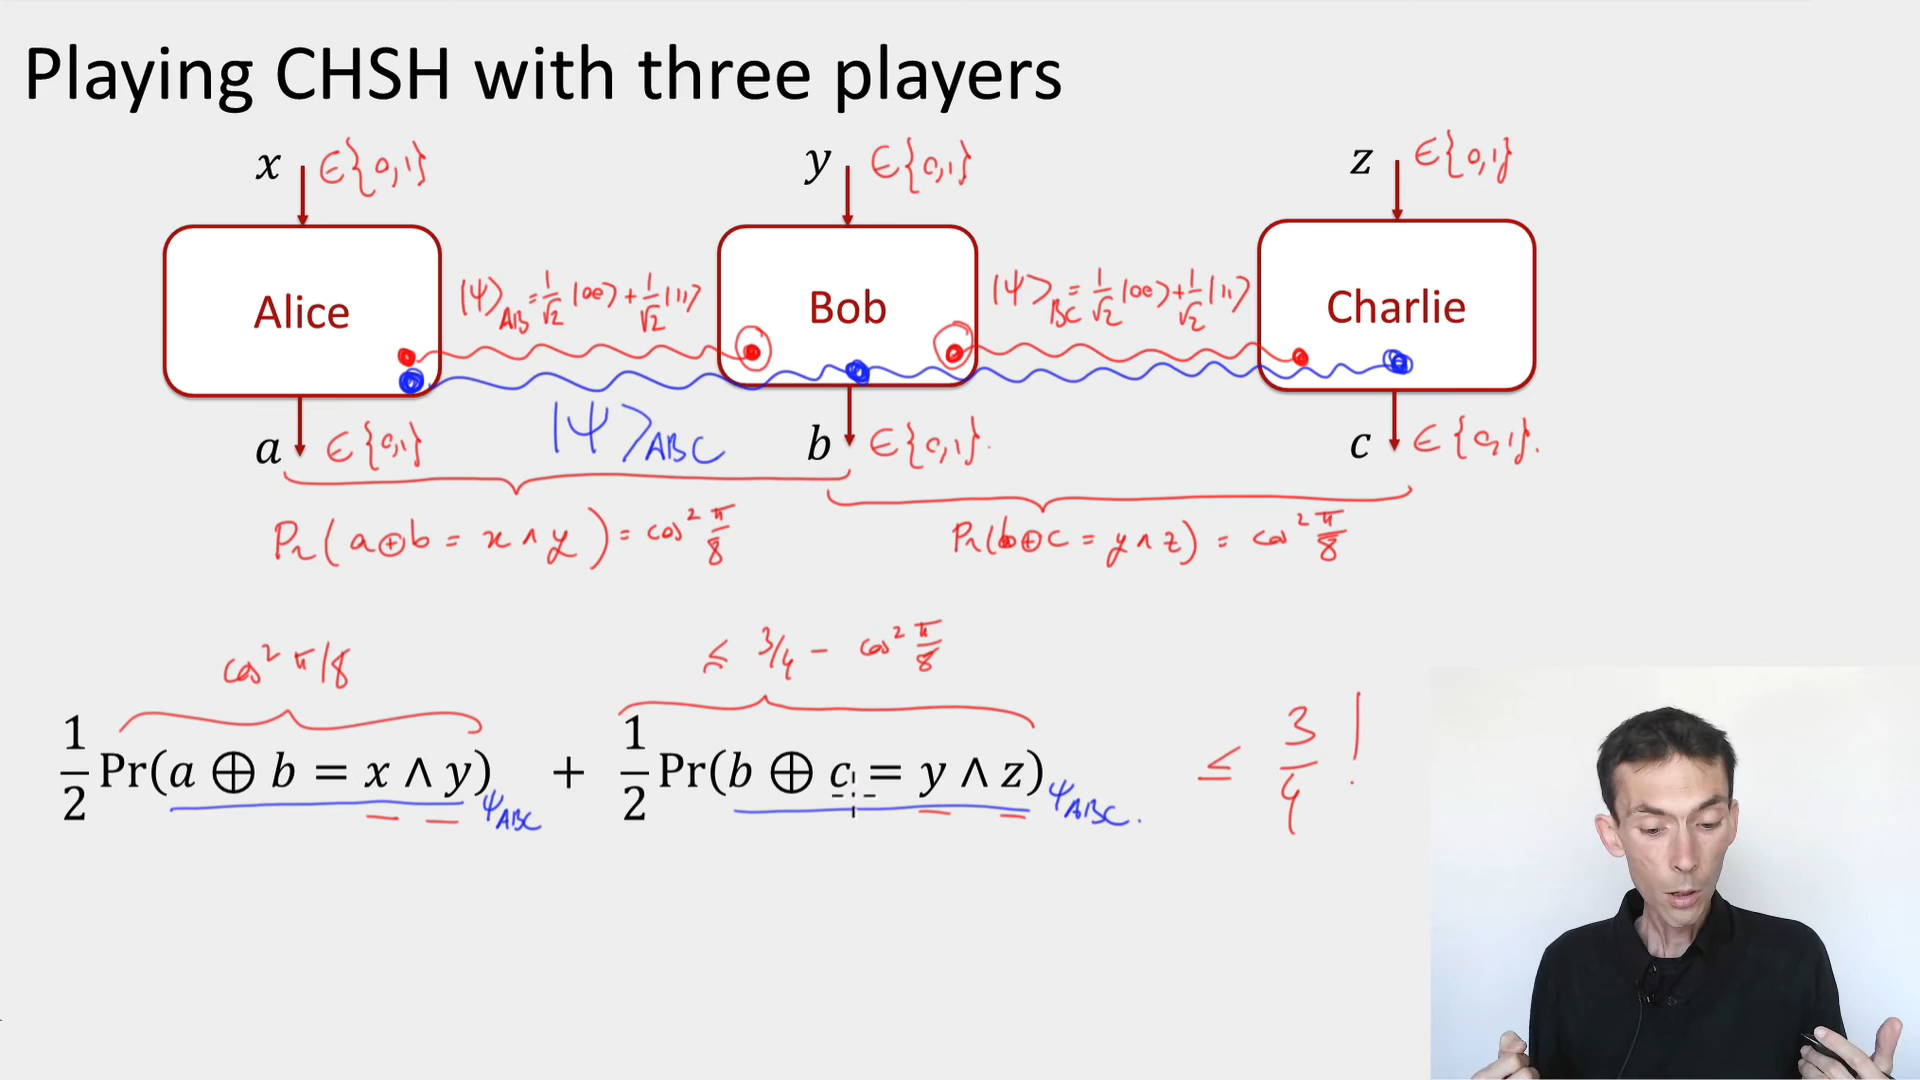 Playing CHSH with three players
x ∈{0,1} y ∈{0,1} z ∈{0,1}
|ψ⟩AB = 1/√2 |00⟩ + 1/√2 |11⟩ |ψ⟩BC = 1/√2 |00⟩ + 1/√2 |11⟩
Alice Bob Charlie
|ψ⟩ABC
a ∈{0,1} b ∈{0,1}. c ∈{0,1}.
Pr(a⊕b = x∧y) = cos² π/8 Pr(b⊕c = y∧z) = cos² π/8
cos² π/8 ≤ 3/4 − cos² π/8
1/2 Pr(a ⊕ b = x ∧ y)ψABC + 1/2 Pr(b ⊕ c = y ∧ z)ψABC. ≤ 3/4 !